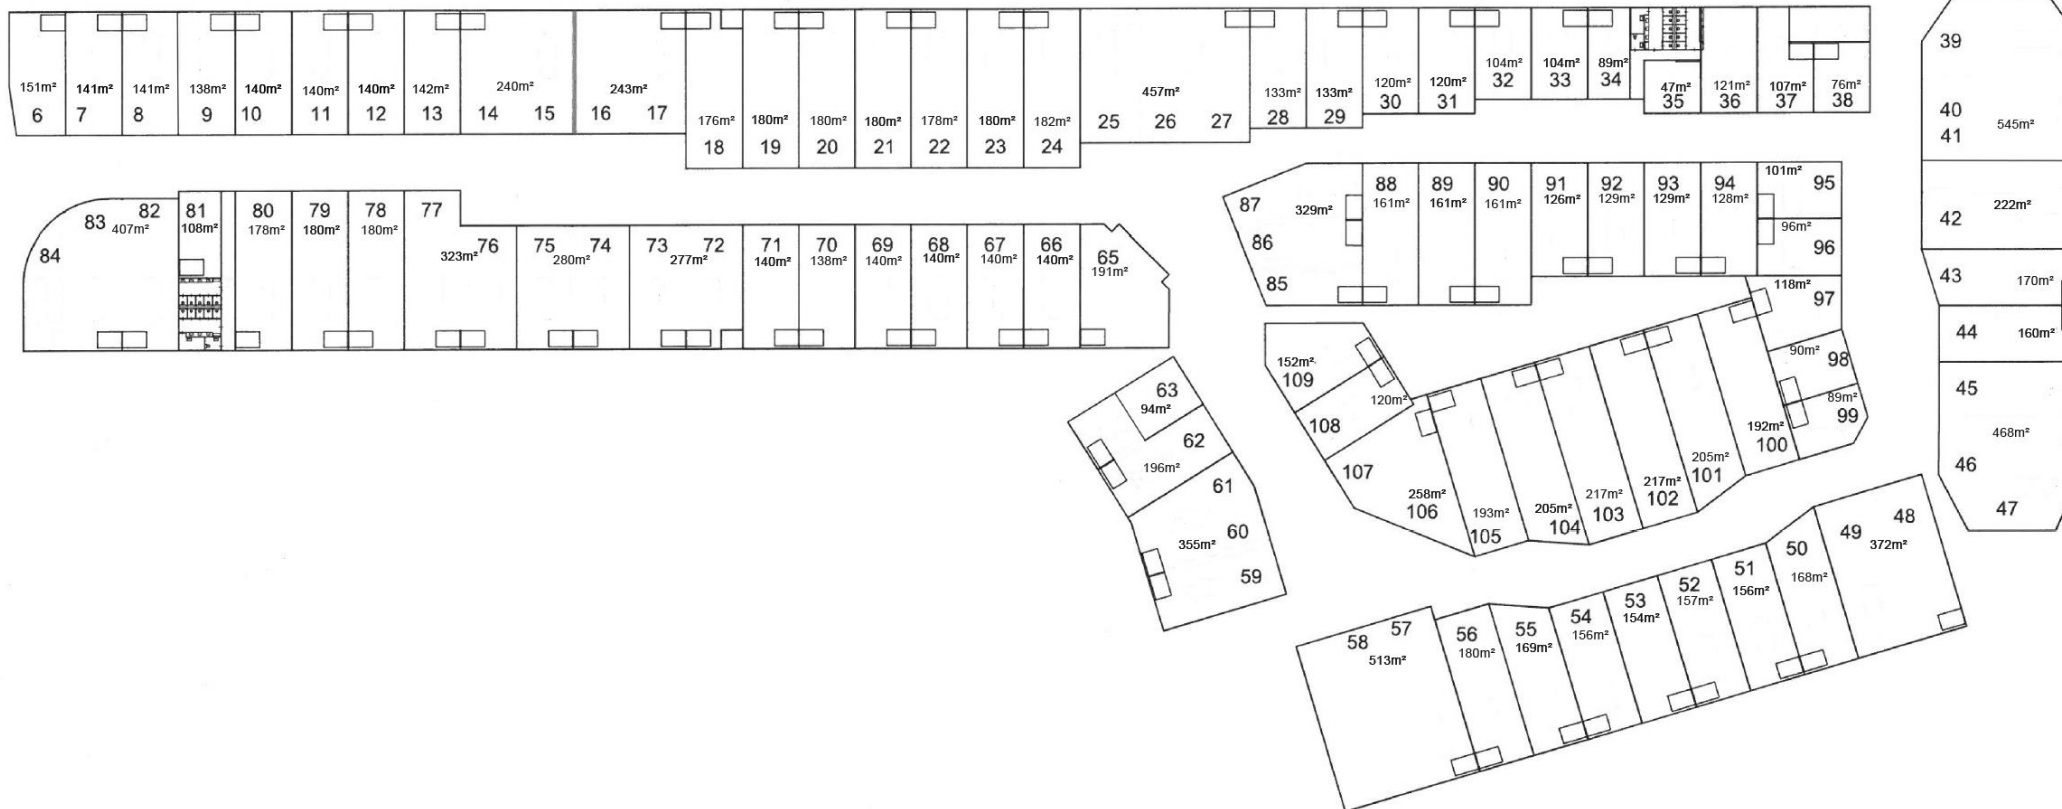 151m² 141m² 141m² 138m² 140m² 140m² 140m² 142m² 240m² 243m²
6 7 8 9 10 11 12 13 14 15 16 17
176m² 180m² 180m² 180m² 178m² 180m² 182m²
18 19 20 21 22 23 24
457m² 133m² 133m² 120m² 120m² 104m² 104m² 89m²
25 26 27 28 29 30 31 32 33 34
47m² 121m² 107m² 76m²
35 36 37 38
39
40
41 545m²
42 222m²
43 170m²
44 160m²
45
468m²
46
47
84 83 82 81 80 79 78 77
407m² 108m² 178m² 180m² 180m²
76 75 74 73 72 71 70 69 68 67 66 65
323m² 280m² 277m² 140m² 138m² 140m² 140m² 140m² 140m² 191m²
87 88 89 90 91 92 93 94 95
329m² 161m² 161m² 161m² 126m² 129m² 129m² 128m² 101m²
86 96m²
96
85
118m²
97
90m² 98
89m²
99
152m²
109
120m²
108
107
258m² 193m² 205m² 217m² 217m² 205m² 192m²
106 105 104 103 102 101 100
63
94m²
62
196m²
61
355m² 60
59
58 57 56 55 54 53 52 51 50 49 48
513m² 180m² 169m² 156m² 154m² 157m² 156m² 168m² 372m²